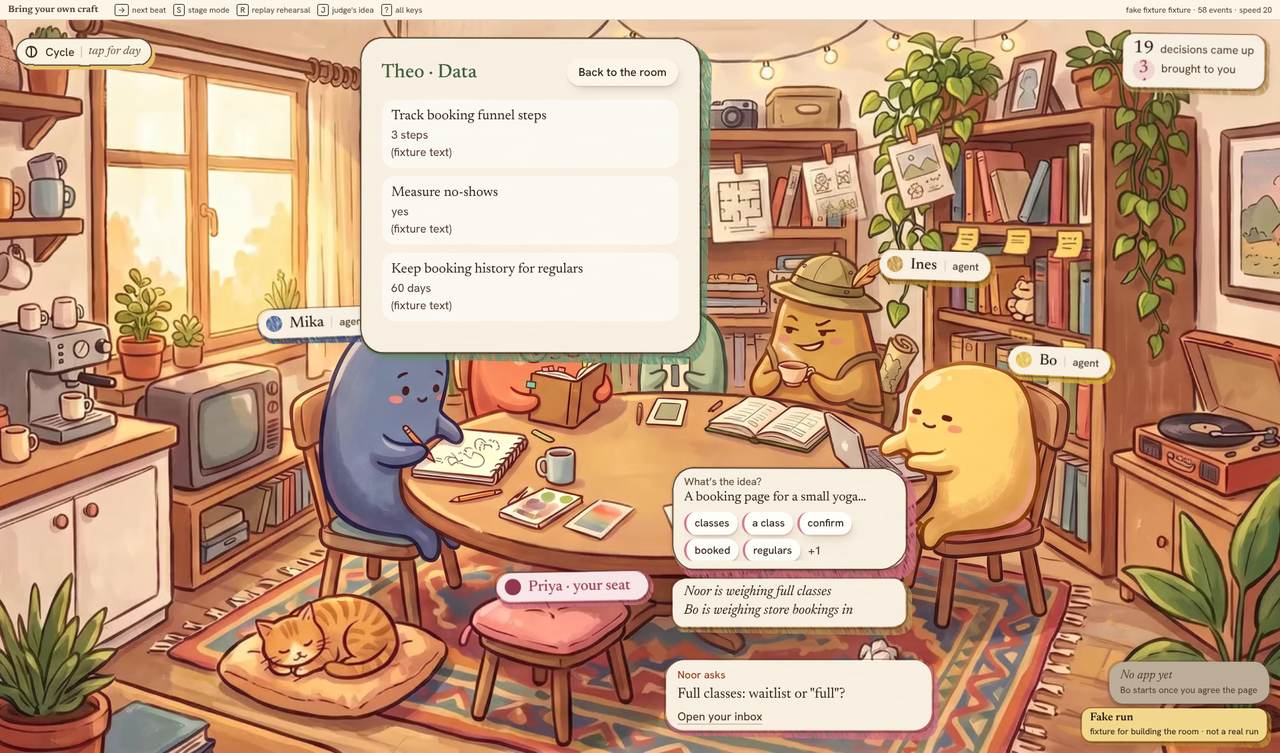 Bring your own craft
→ next beat
S stage mode
R replay rehearsal
J judge's idea
? all keys
fake fixture fixture · 58 events · speed 20
Cycle | tap for day
19 decisions came up
3 brought to you
Theo · Data
Back to the room
Track booking funnel steps
3 steps
(fixture text)
Measure no-shows
yes
(fixture text)
Keep booking history for regulars
60 days
(fixture text)
Ines | agent
Mika | agen
Bo | agent
What's the idea?
A booking page for a small yoga...
classes
a class
confirm
booked
regulars
+1
Priya · your seat
Noor is weighing full classes
Bo is weighing store bookings in
Noor asks
Full classes: waitlist or "full"?
Open your inbox
No app yet
Bo starts once you agree the page
Fake run
fixture for building the room · not a real run